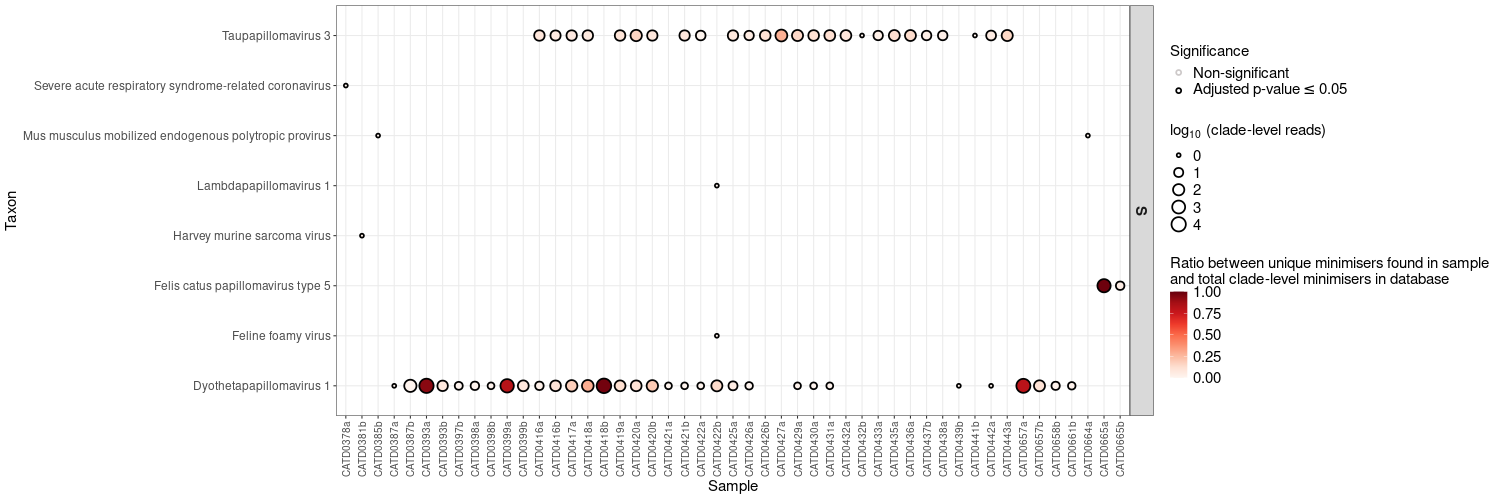 Taxon
Taupapillomavirus 3
Severe acute respiratory syndrome-related coronavirus
Mus musculus mobilized endogenous polytropic provirus
Lambdapapillomavirus 1
Harvey murine sarcoma virus
Felis catus papillomavirus type 5
Feline foamy virus
Dyothetapapillomavirus 1
S
CATD0378a
CATD0381b
CATD0385b
CATD0387a
CATD0387b
CATD0393a
CATD0393b
CATD0397b
CATD0398a
CATD0398b
CATD0399a
CATD0399b
CATD0416a
CATD0416b
CATD0417a
CATD0418a
CATD0418b
CATD0419a
CATD0420a
CATD0420b
CATD0421a
CATD0421b
CATD0422a
CATD0422b
CATD0425a
CATD0426a
CATD0426b
CATD0427a
CATD0429a
CATD0430a
CATD0431a
CATD0432a
CATD0432b
CATD0433a
CATD0435a
CATD0436a
CATD0437b
CATD0438a
CATD0439b
CATD0441b
CATD0442a
CATD0443a
CATD0657a
CATD0657b
CATD0658b
CATD0661b
CATD0664a
CATD0665a
CATD0665b
Sample
Significance
Non-significant
Adjusted p-value ≤ 0.05
log₁₀ (clade-level reads)
0
1
2
3
4
Ratio between unique minimisers found in sample
and total clade-level minimisers in database
1.00
0.75
0.50
0.25
0.00